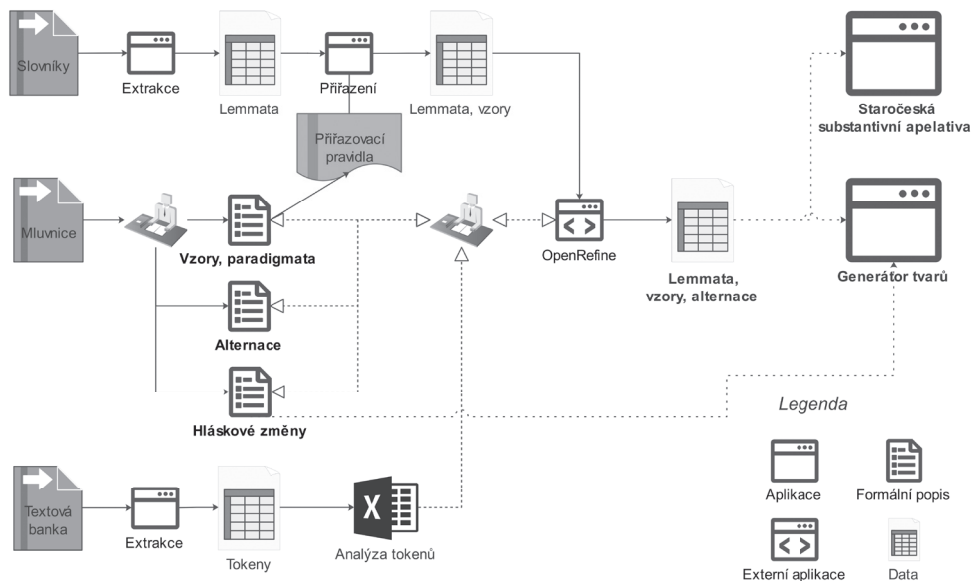 Slovníky
Extrakce
Lemmata
Přiřazení
Lemmata, vzory
Staročeská
substantivní apelativa
Přiřazovací
pravidla
Mluvnice
Vzory, paradigmata
OpenRefine
Lemmata,
vzory, alternace
Generátor tvarů
Alternace
Hláskové změny
Legenda
Aplikace
Formální popis
Textová
banka
Extrakce
Tokeny
X
Analýza tokenů
Externí aplikace
Data